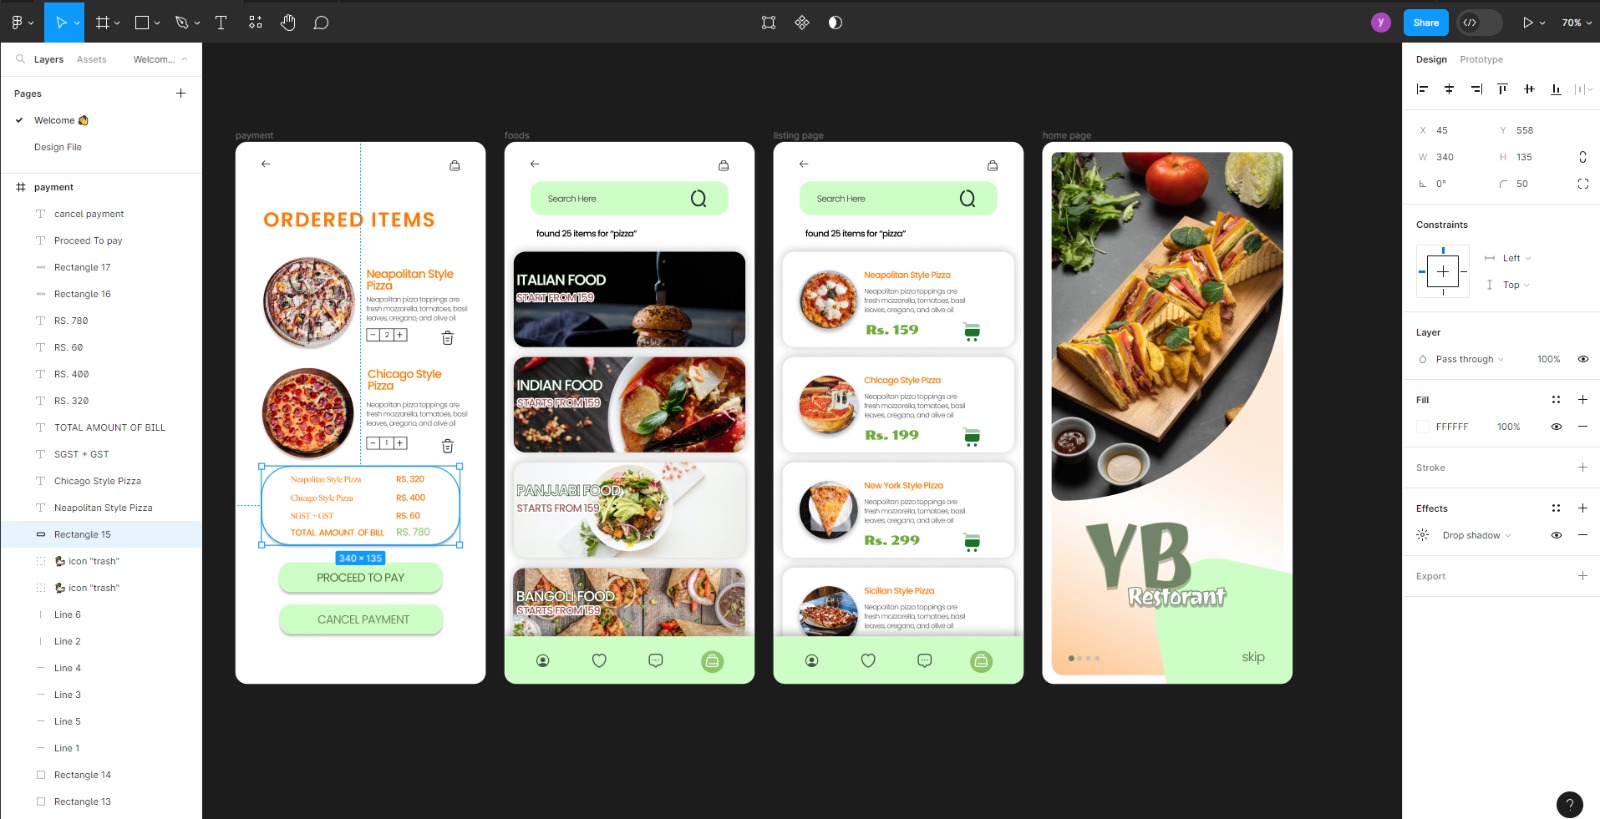 Share
70%
Layers
Assets
Welcom...
Pages
Welcome
Design File
payment
cancel payment
Proceed To pay
Rectangle 17
Rectangle 16
RS. 780
RS. 60
RS. 400
RS. 320
TOTAL AMOUNT OF BILL
SGST + GST
Chicago Style Pizza
Neapolitan Style Pizza
Rectangle 15
icon "trash"
icon "trash"
Line 6
Line 2
Line 4
Line 3
Line 5
Line 1
Rectangle 14
Rectangle 13
payment
ORDERED ITEMS
Neapolitan Style
Pizza
Neapolitan pizza toppings are
fresh mozzarella, tomatoes, basil
leaves, oregano, and olive oil
− 2 +
Chicago Style
Pizza
Neapolitan pizza toppings are
fresh mozzarella, tomatoes, basil
leaves, oregano, and olive oil
− 1 +
Neapolitan Style Pizza RS. 320
Chicago Style Pizza RS. 400
SGST + GST RS. 60
TOTAL AMOUNT OF BILL RS. 780
340 × 135
PROCEED TO PAY
CANCEL PAYMENT
foods
Search Here
found 25 items for “pizza”
ITALIAN FOOD
START FROM 159
INDIAN FOOD
STARTS FROM 159
PANJJABI FOOD
STARTS FROM 159
BANGOLI FOOD
STARTS FROM 159
listing page
Search Here
found 25 items for “pizza”
Neapolitan Style Pizza
Neapolitan pizza toppings are
fresh mozzarella, tomatoes, basil
leaves, oregano, and olive oil
Rs. 159
Chicago Style Pizza
Neapolitan pizza toppings are
fresh mozzarella, tomatoes, basil
leaves, oregano, and olive oil
Rs. 199
New York Style Pizza
Neapolitan pizza toppings are
fresh mozzarella, tomatoes, basil
leaves, oregano, and olive oil
Rs. 299
Sicilian Style Pizza
Neapolitan pizza toppings are
fresh mozzarella, tomatoes, basil
leaves, oregano, and olive oil
home page
YB
Restorant
skip
Design
Prototype
X 45
Y 558
W 340
H 135
0°
50
Constraints
Left
Top
Layer
Pass through
100%
Fill
FFFFFF
100%
Stroke
Effects
Drop shadow
Export
?
y